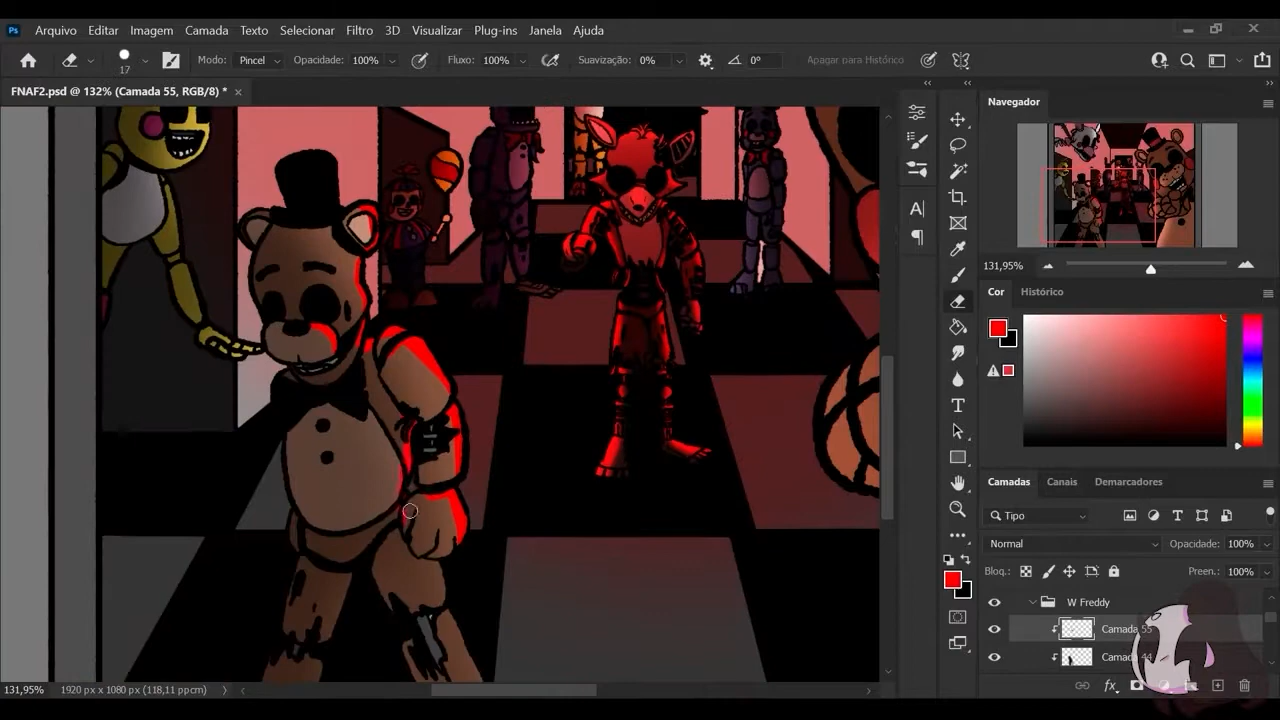 Ps Arquivo Editar Imagem Camada Texto Selecionar Filtro 3D Visualizar Plug-ins Janela Ajuda
17 Modo: Pincel Opacidade: 100% Fluxo: 100% Suavização: 0% 0° Apagar para Histórico
FNAF2.psd @ 132% (Camada 55, RGB/8) * ×
Navegador
131,95%
Cor Histórico
Camadas Canais Demarcadores
Tipo
Normal Opacidade: 100%
Bloq.: Preen.: 100%
W Freddy
Camada 55
Camada 44
131,95% 1920 px x 1080 px (118,11 ppcm)